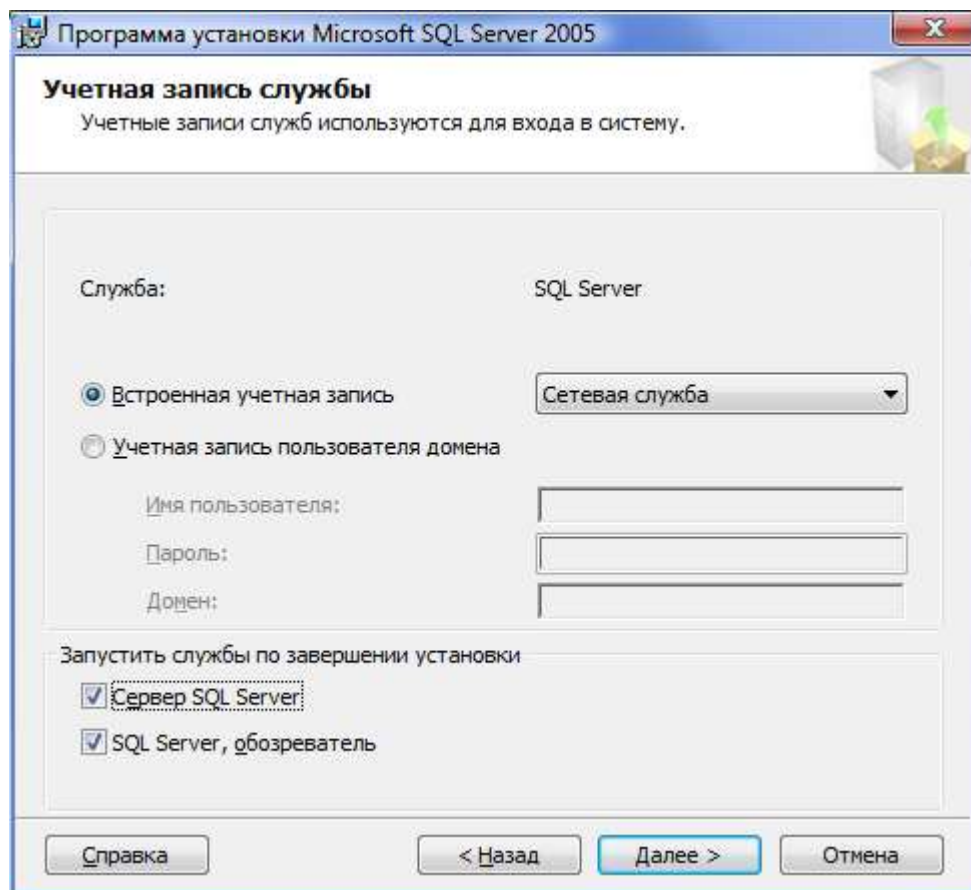 Программа установки Microsoft SQL Server 2005
Учетная запись службы
Учетные записи служб используются для входа в систему.
Служба: SQL Server
Встроенная учетная запись Сетевая служба
Учетная запись пользователя домена
Имя пользователя:
Пароль:
Домен:
Запустить службы по завершении установки
Сервер SQL Server
SQL Server, обозреватель
Справка < Назад Далее > Отмена